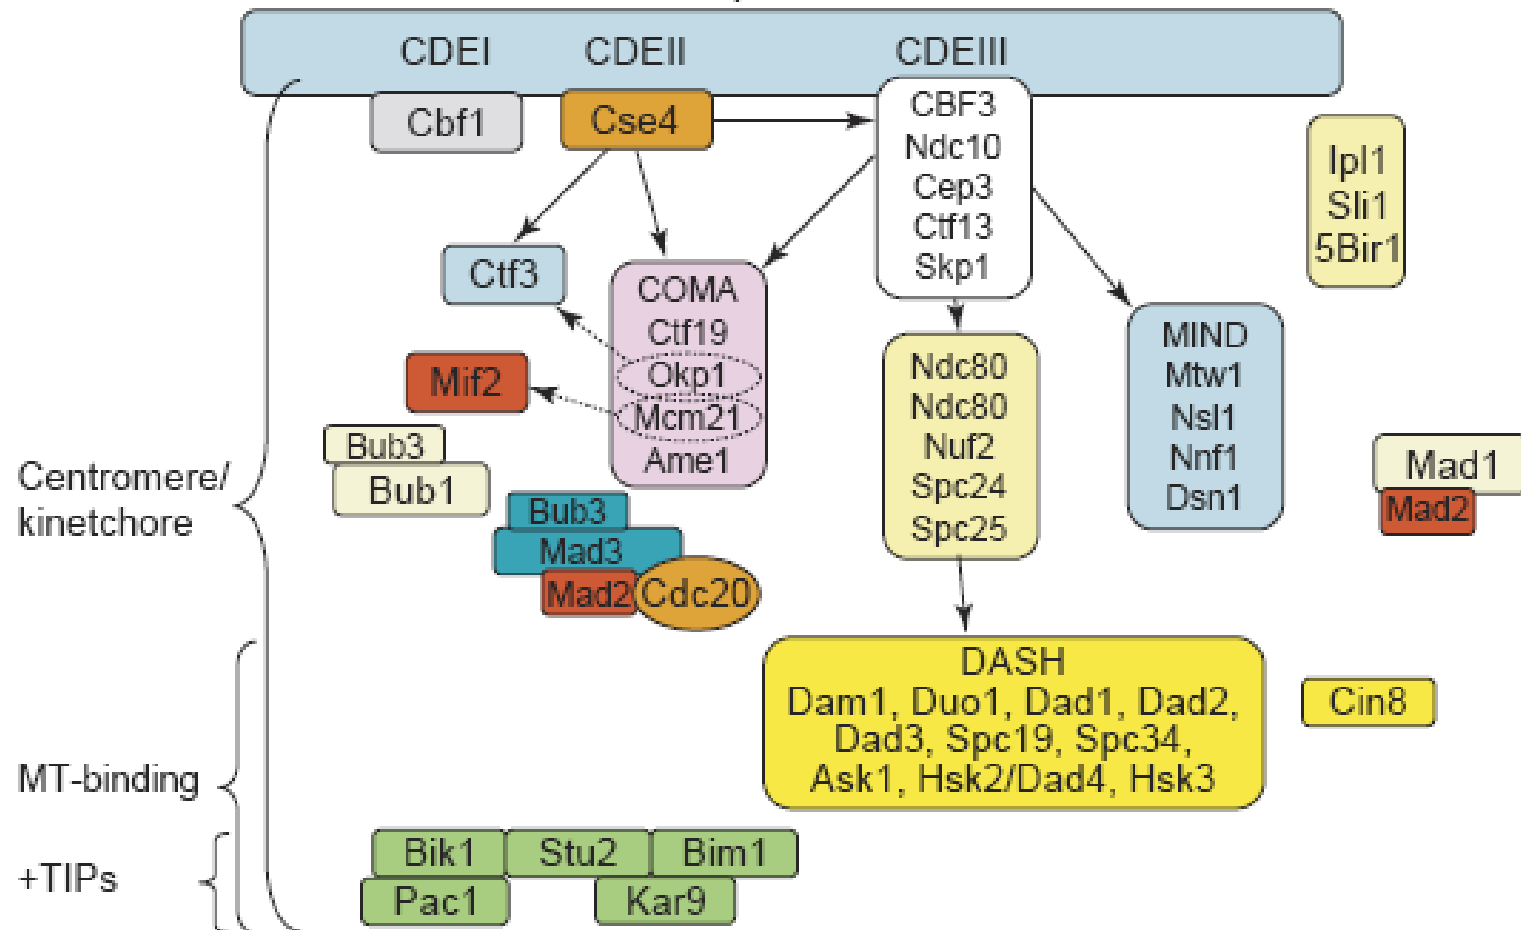 CDEI
CDEII
CDEIII
Cbf1
Cse4
CBF3
Ndc10
Cep3
Ctf13
Skp1
Ipl1
Sli1
5Bir1
Ctf3
COMA
Ctf19
Okp1
Mcm21
Ame1
Mif2
Ndc80
Ndc80
Nuf2
Spc24
Spc25
MIND
Mtw1
Nsl1
Nnf1
Dsn1
Bub3
Bub1
Mad1
Mad2
Centromere/
kinetchore
Bub3
Mad3
Mad2
Cdc20
DASH
Dam1, Duo1, Dad1, Dad2,
Dad3, Spc19, Spc34,
Ask1, Hsk2/Dad4, Hsk3
Cin8
MT-binding
+TIPs
Bik1
Stu2
Bim1
Pac1
Kar9